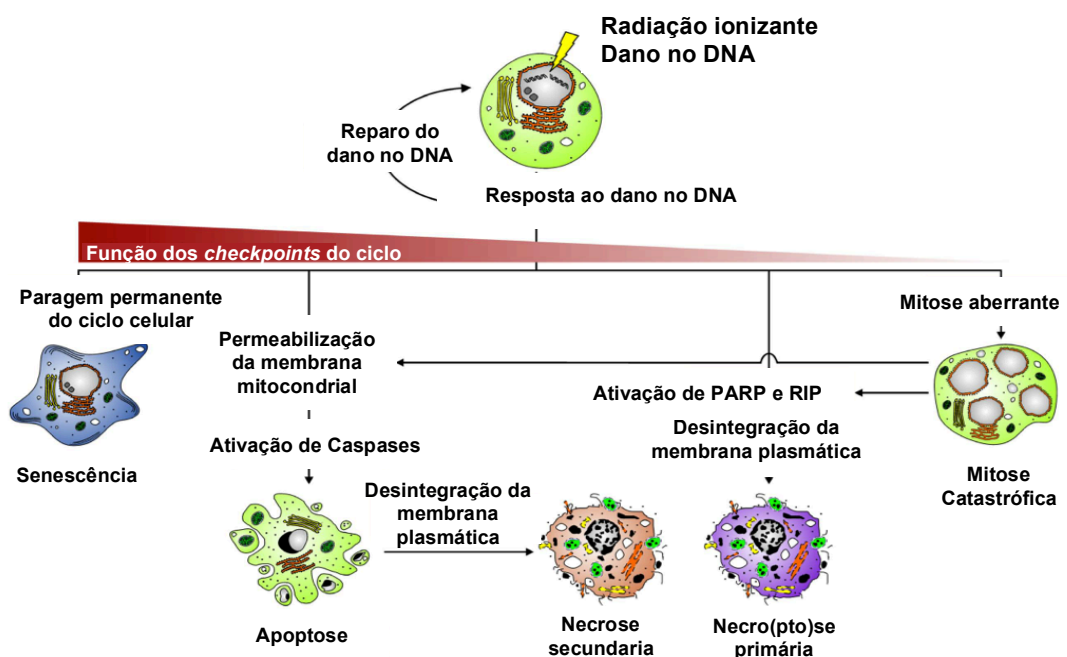 Radiação ionizante
Dano no DNA
Reparo do
dano no DNA
Resposta ao dano no DNA
Função dos checkpoints do ciclo
Paragem permanente
do ciclo celular
Senescência
Permeabilização
da membrana
mitocondrial
Ativação de Caspases
Apoptose
Desintegração da
membrana
plasmática
Necrose
secundaria
Ativação de PARP e RIP
Desintegração da
membrana plasmática
Necro(pto)se
primária
Mitose aberrante
Mitose
Catastrófica